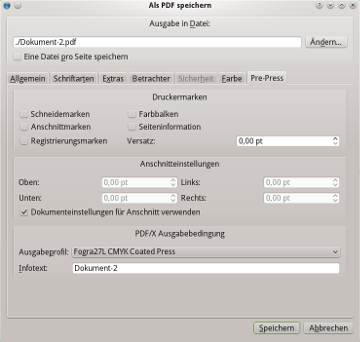 Als PDF speichern
Ausgabe in Datei:
./Dokument-2.pdf
Ändern...
Eine Datei pro Seite speichern
Allgemein Schriftarten Extras Betrachter Sicherheit Farbe Pre-Press
Druckermarken
Schneidemarken Farbbalken
Anschnittmarken Seiteninformation
Registrierungsmarken Versatz: 0,00 pt
Anschnitteinstellungen
Oben: 0,00 pt Links: 0,00 pt
Unten: 0,00 pt Rechts: 0,00 pt
Dokumenteinstellungen für Anschnitt verwenden
PDF/X Ausgabebedingung
Ausgabeprofil: Fogra27L CMYK Coated Press
Infotext: Dokument-2
Speichern Abbrechen